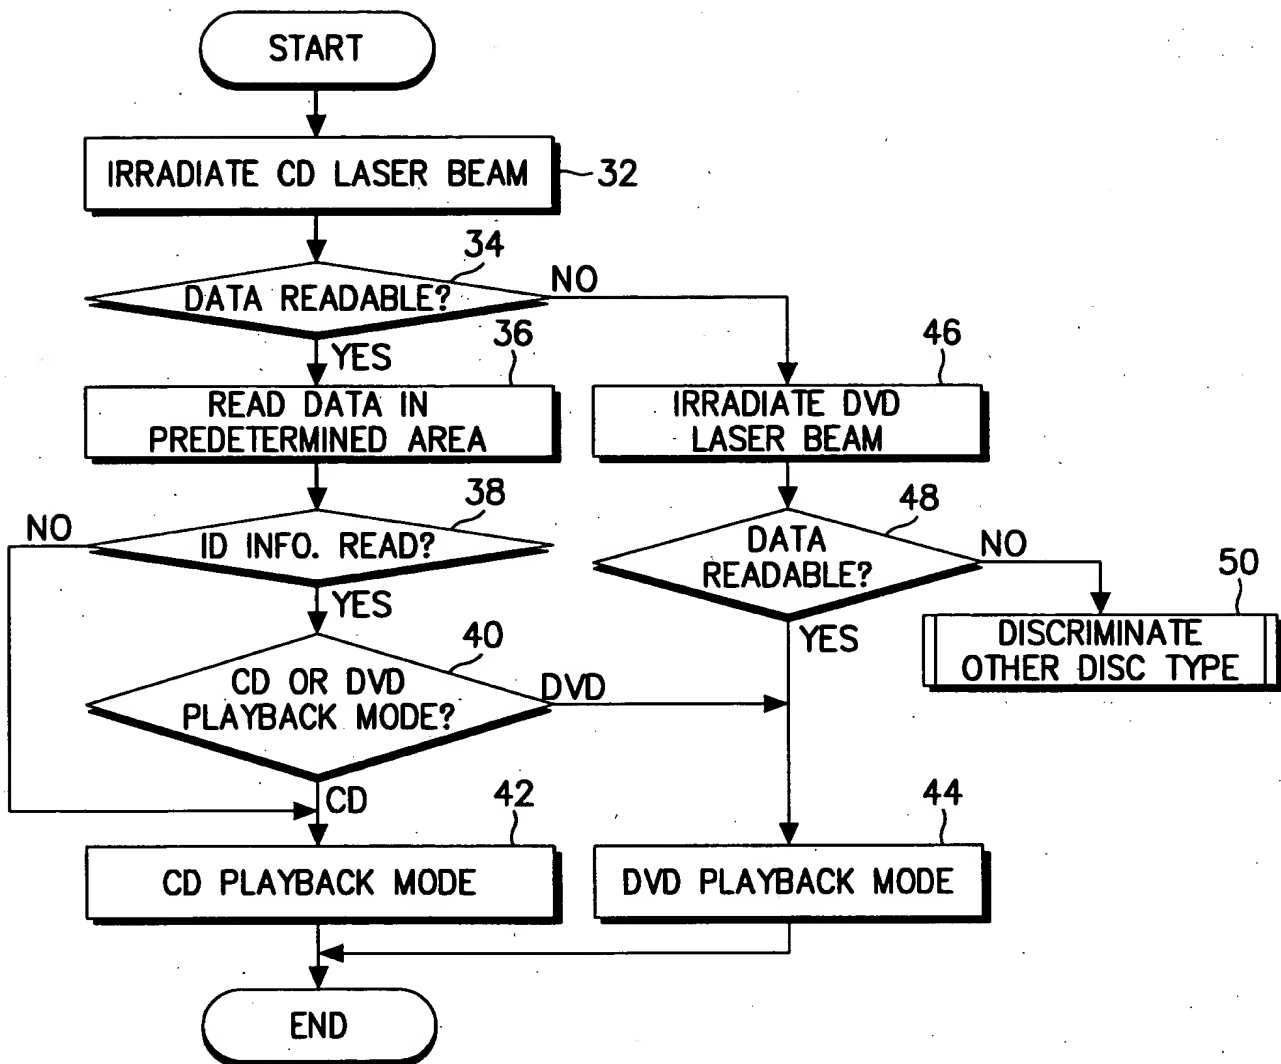 START
IRRADIATE CD LASER BEAM
32
34
DATA READABLE?
NO
YES
36
READ DATA IN
PREDETERMINED AREA
46
IRRADIATE DVD
LASER BEAM
38
NO
ID INFO. READ?
YES
48
DATA
READABLE?
NO
YES
50
DISCRIMINATE
OTHER DISC TYPE
40
CD OR DVD
PLAYBACK MODE?
DVD
CD
42
CD PLAYBACK MODE
44
DVD PLAYBACK MODE
END